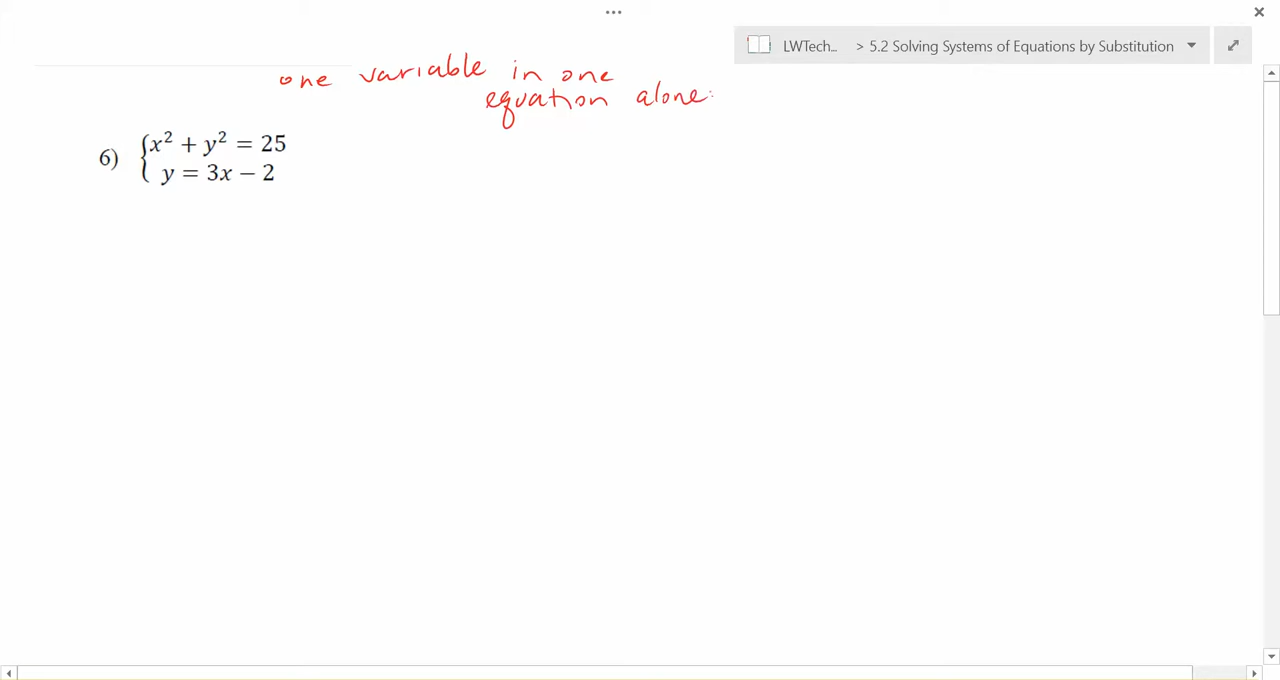 LWTech.. > 5.2 Solving Systems of Equations by Substitution
one variable in one
equation alone.
6) {x² + y² = 25
y = 3x − 2